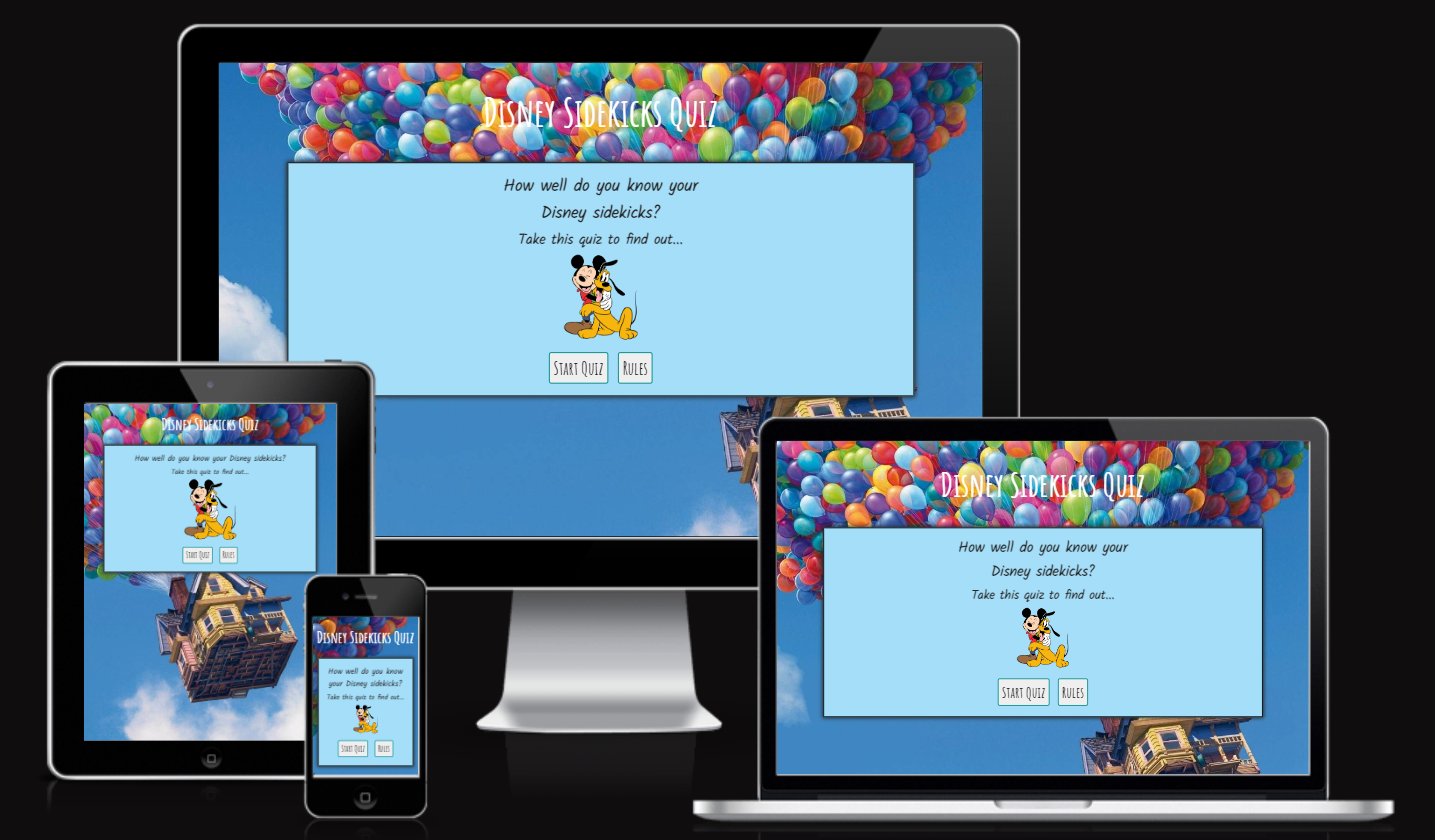 Disney Sidekicks Quiz
How well do you know your
Disney sidekicks?
Take this quiz to find out...
Start Quiz Rules
Disney Sidekicks Quiz
How well do you know your Disney sidekicks?
Take this quiz to find out...
Start Quiz Rules
Disney Sidekicks Quiz
How well do you know
your Disney sidekicks?
Take this quiz to find out...
Start Quiz Rules
Disney Sidekicks Quiz
How well do you know your
Disney sidekicks?
Take this quiz to find out...
Start Quiz Rules